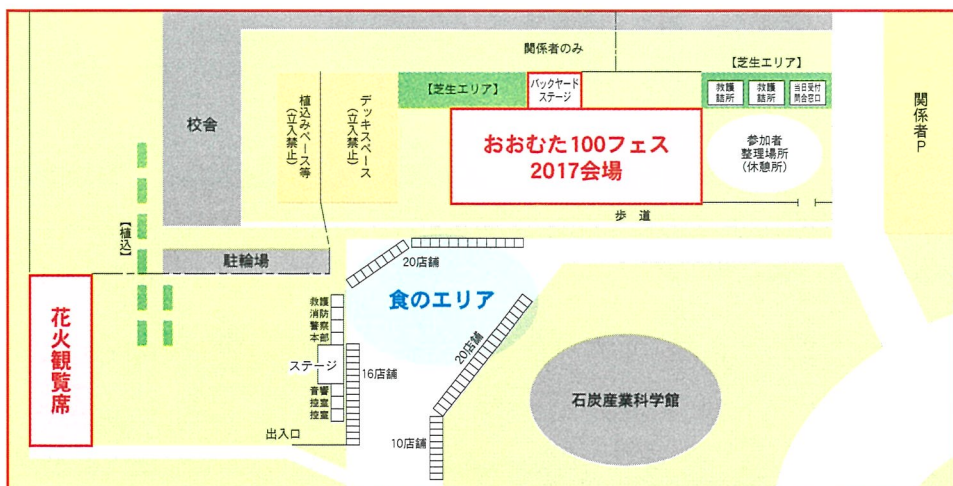 関係者のみ
【芝生エリア】
【芝生エリア】
バックヤード
ステージ
救護
詰所
救護
詰所
当日受付
問合窓口
校舎
植込みベース等
（立入禁止）
デッキスペース
（立入禁止）
おおむた100フェス
2017会場
参加者
整理場所
（休憩所）
関係者P
歩 道
【植込】
駐輪場
20店舗
食のエリア
花火観覧席
救護
消防
警察
本部
ステージ
16店舗
20店舗
音響
控室
控室
出入口
10店舗
石炭産業科学館